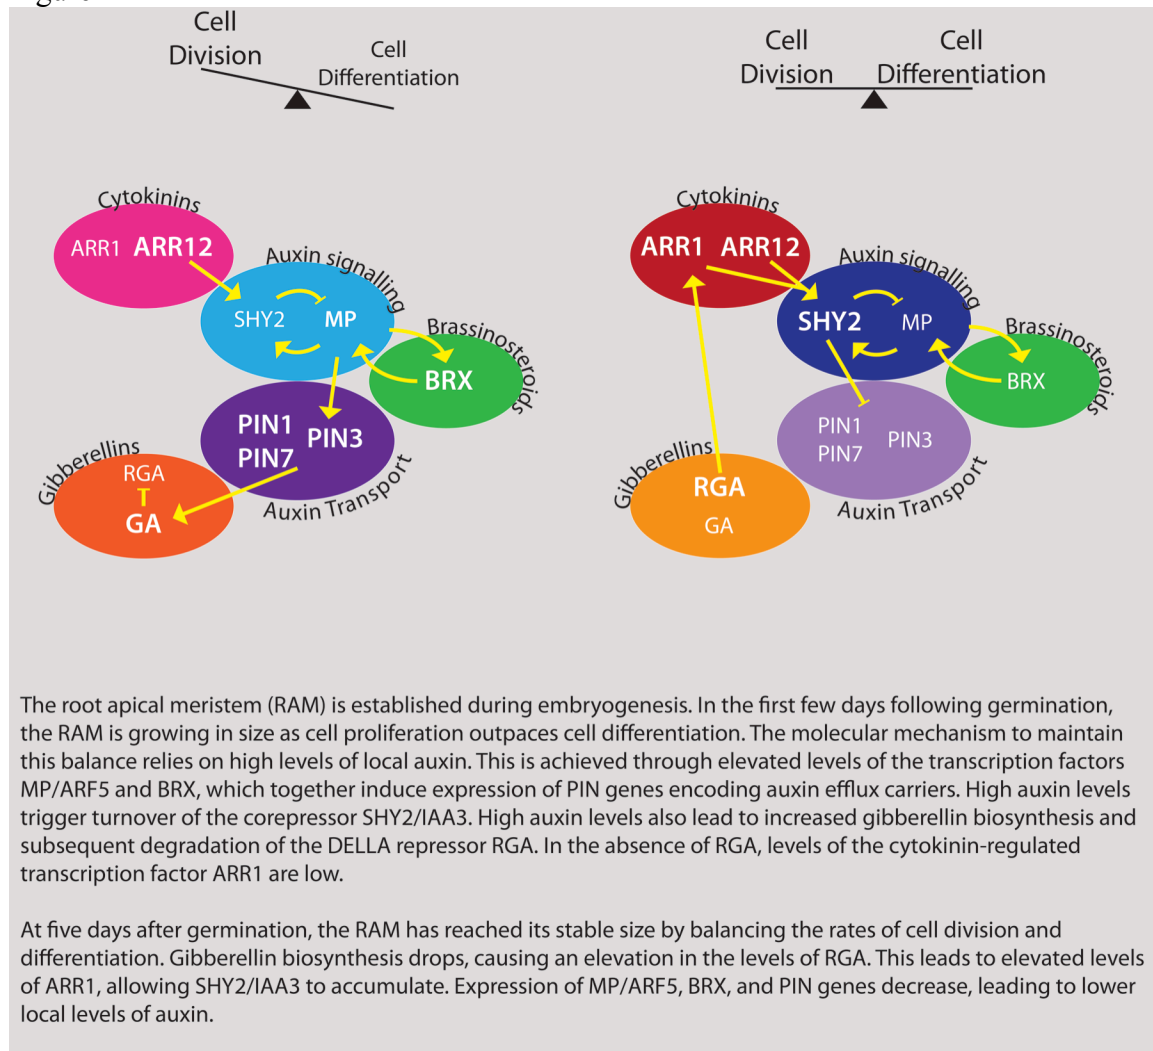 Cell
Division
Cell
Differentiation
Cell
Division
Cell
Differentiation
Cytokinins
ARR1 ARR12
Auxin signalling
SHY2 MP
Brassinosteroids
BRX
PIN1
PIN7
PIN3
Auxin Transport
Gibberellins
RGA
GA
Cytokinins
ARR1 ARR12
Auxin signalling
SHY2 MP
Brassinosteroids
BRX
PIN1
PIN7
PIN3
Auxin Transport
Gibberellins
RGA
GA
The root apical meristem (RAM) is established during embryogenesis. In the first few days following germination,
the RAM is growing in size as cell proliferation outpaces cell differentiation. The molecular mechanism to maintain
this balance relies on high levels of local auxin. This is achieved through elevated levels of the transcription factors
MP/ARF5 and BRX, which together induce expression of PIN genes encoding auxin efflux carriers. High auxin levels
trigger turnover of the corepressor SHY2/IAA3. High auxin levels also lead to increased gibberellin biosynthesis and
subsequent degradation of the DELLA repressor RGA. In the absence of RGA, levels of the cytokinin-regulated
transcription factor ARR1 are low.
At five days after germination, the RAM has reached its stable size by balancing the rates of cell division and
differentiation. Gibberellin biosynthesis drops, causing an elevation in the levels of RGA. This leads to elevated levels
of ARR1, allowing SHY2/IAA3 to accumulate. Expression of MP/ARF5, BRX, and PIN genes decrease, leading to lower
local levels of auxin.